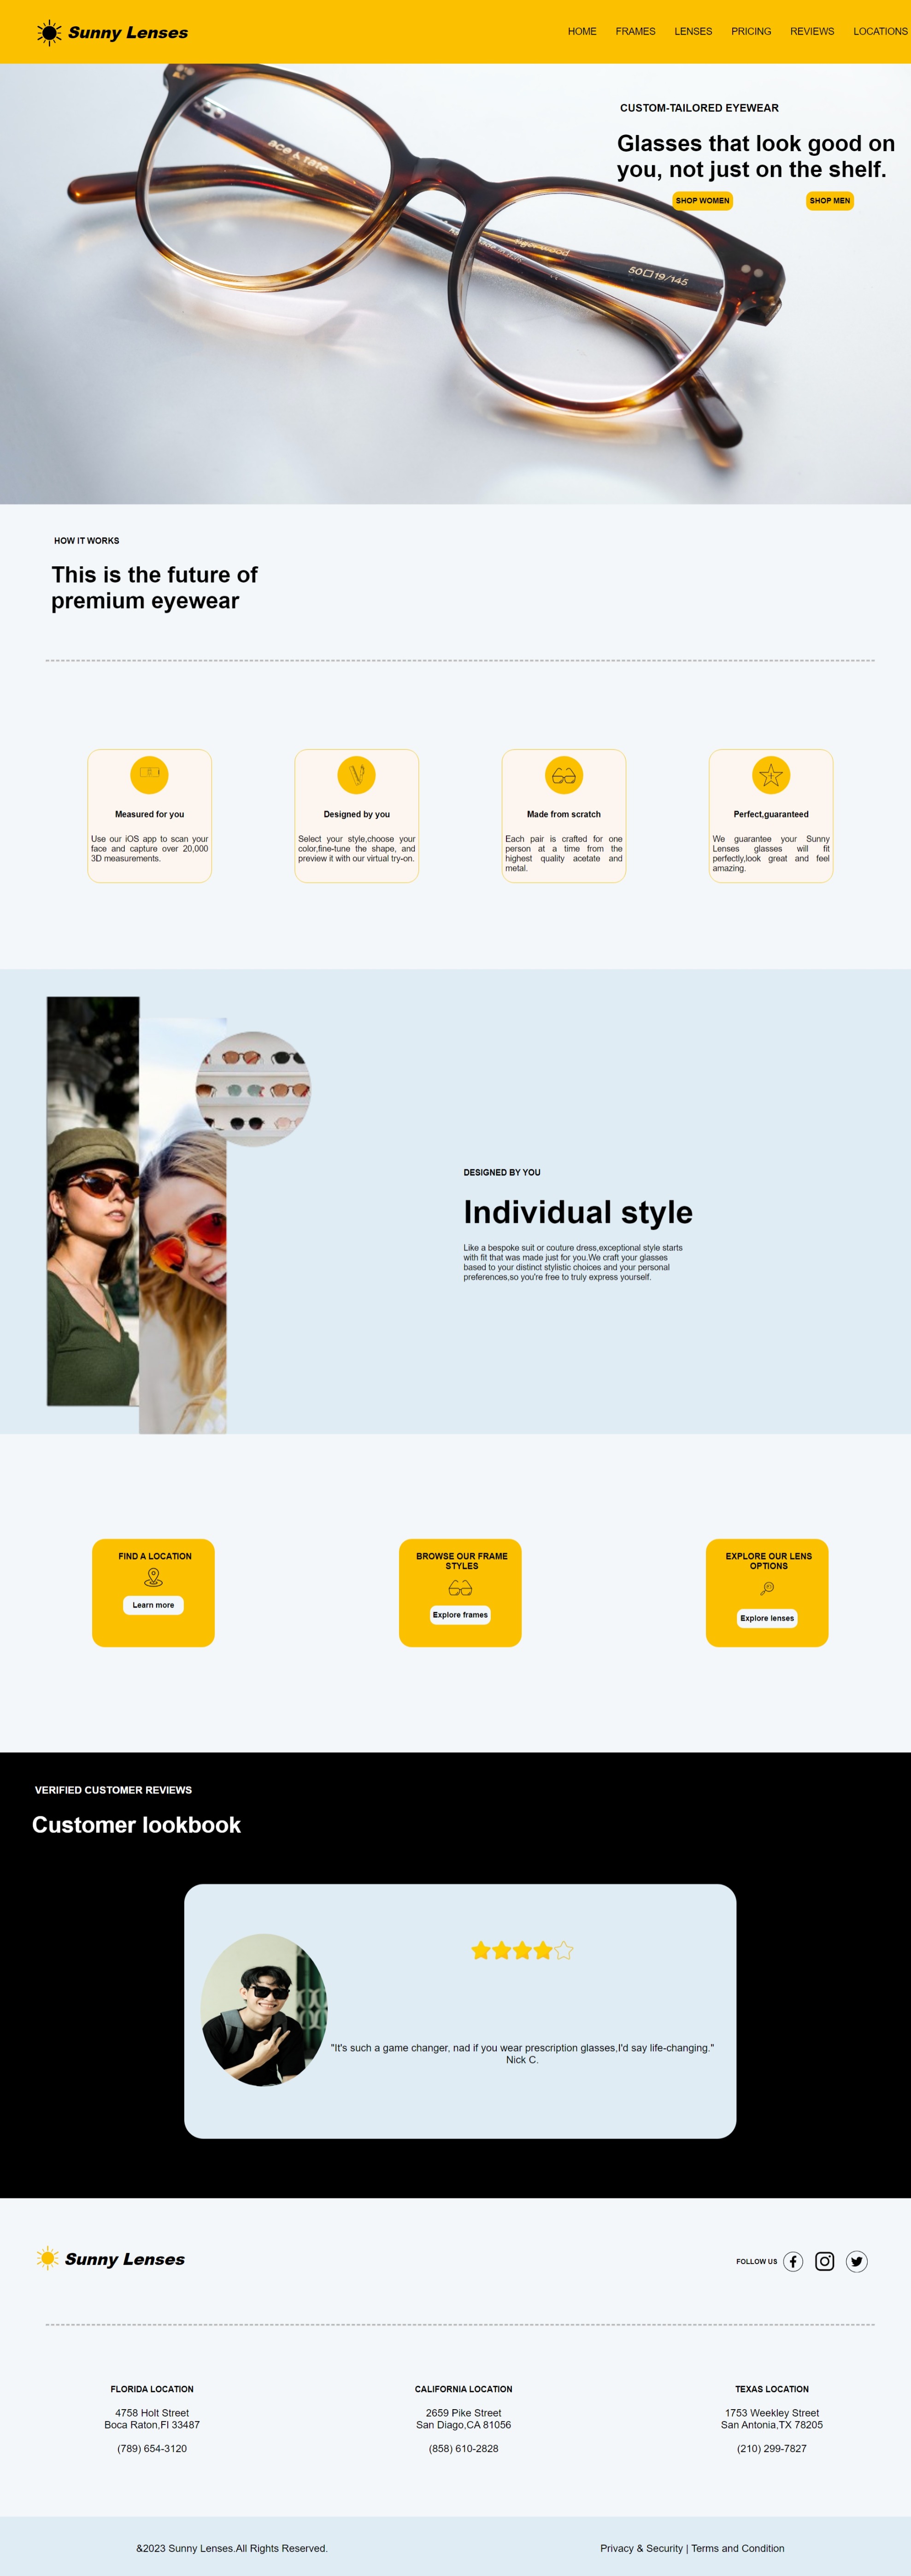 Sunny Lenses
HOME FRAMES LENSES PRICING REVIEWS LOCATIONS
CUSTOM-TAILORED EYEWEAR
Glasses that look good on
you, not just on the shelf.
SHOP WOMEN SHOP MEN
ace & tate
50□19/145
HOW IT WORKS
This is the future of
premium eyewear
Measured for you
Use our iOS app to scan your
face and capture over 20,000
3D measurements.
Designed by you
Select your style,choose your
color,fine-tune the shape, and
preview it with our virtual try-on.
Made from scratch
Each pair is crafted for one
person at a time from the
highest quality acetate and
metal.
Perfect,guaranteed
We guarantee your Sunny
Lenses glasses will fit
perfectly,look great and feel
amazing.
DESIGNED BY YOU
Individual style
Like a bespoke suit or couture dress,exceptional style starts
with fit that was made just for you.We craft your glasses
based to your distinct stylistic choices and your personal
preferences,so you're free to truly express yourself.
FIND A LOCATION
Learn more
BROWSE OUR FRAME
STYLES
Explore frames
EXPLORE OUR LENS
OPTIONS
Explore lenses
VERIFIED CUSTOMER REVIEWS
Customer lookbook
"It's such a game changer, nad if you wear prescription glasses,I'd say life-changing."
Nick C.
Sunny Lenses
FOLLOW US
FLORIDA LOCATION
4758 Holt Street
Boca Raton,Fl 33487
(789) 654-3120
CALIFORNIA LOCATION
2659 Pike Street
San Diago,CA 81056
(858) 610-2828
TEXAS LOCATION
1753 Weekley Street
San Antonia,TX 78205
(210) 299-7827
&2023 Sunny Lenses.All Rights Reserved.
Privacy & Security | Terms and Condition